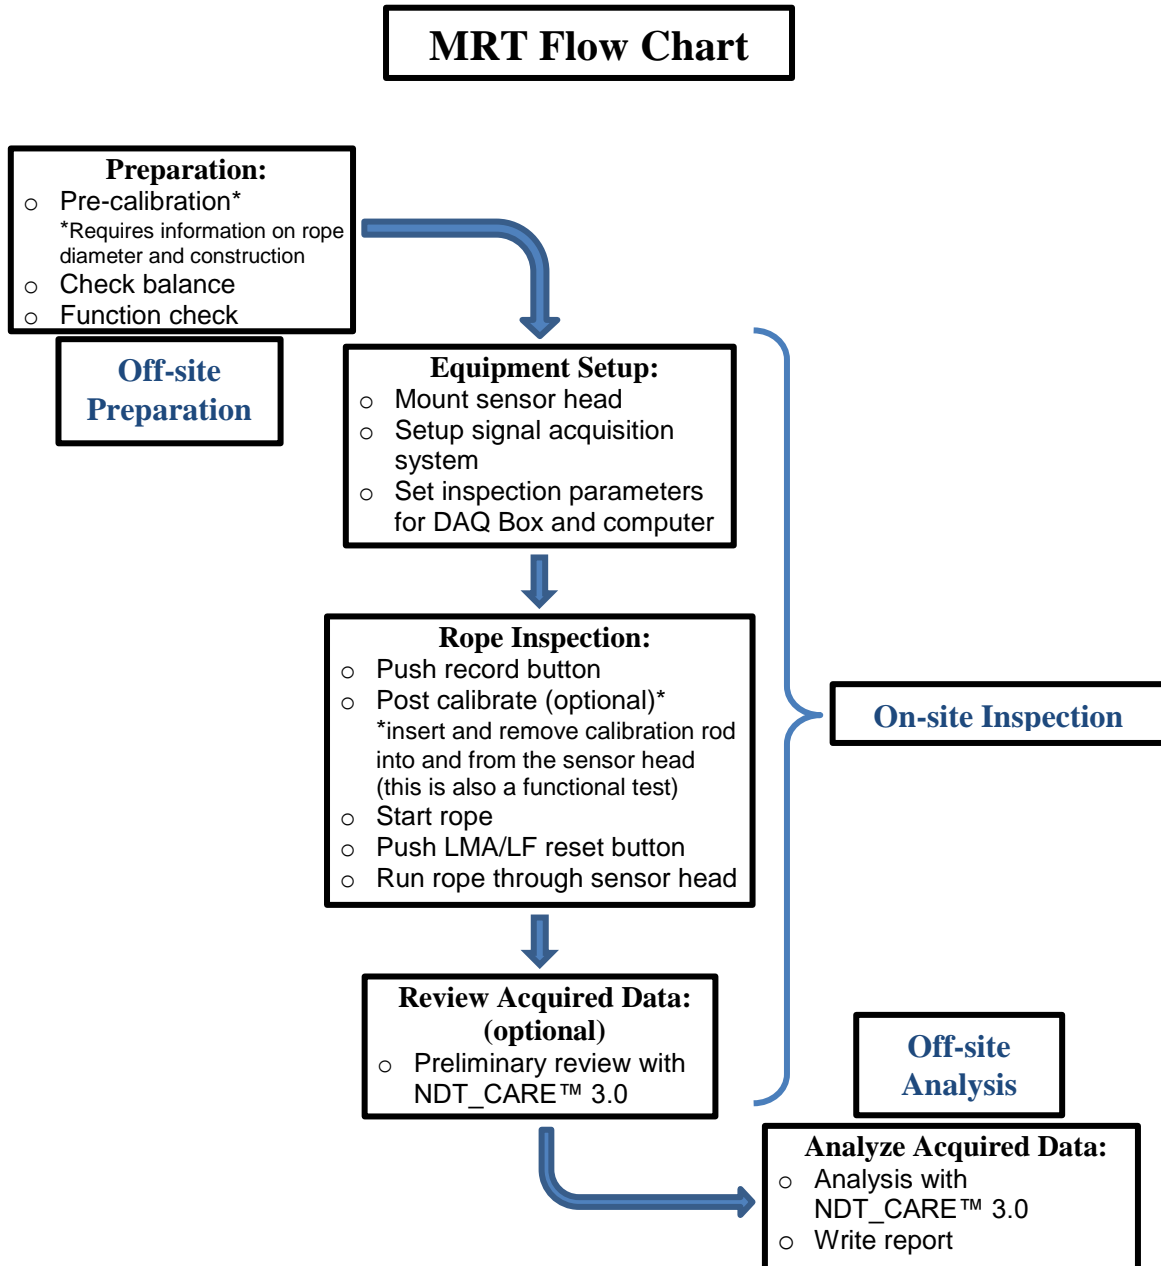 MRT Flow Chart
Preparation:
o Pre-calibration*
*Requires information on rope
diameter and construction
o Check balance
o Function check
Off-site
Preparation
Equipment Setup:
o Mount sensor head
o Setup signal acquisition
system
o Set inspection parameters
for DAQ Box and computer
Rope Inspection:
o Push record button
o Post calibrate (optional)*
*insert and remove calibration rod
into and from the sensor head
(this is also a functional test)
o Start rope
o Push LMA/LF reset button
o Run rope through sensor head
On-site Inspection
Review Acquired Data:
(optional)
o Preliminary review with
NDT_CARE™ 3.0
Off-site
Analysis
Analyze Acquired Data:
o Analysis with
NDT_CARE™ 3.0
o Write report